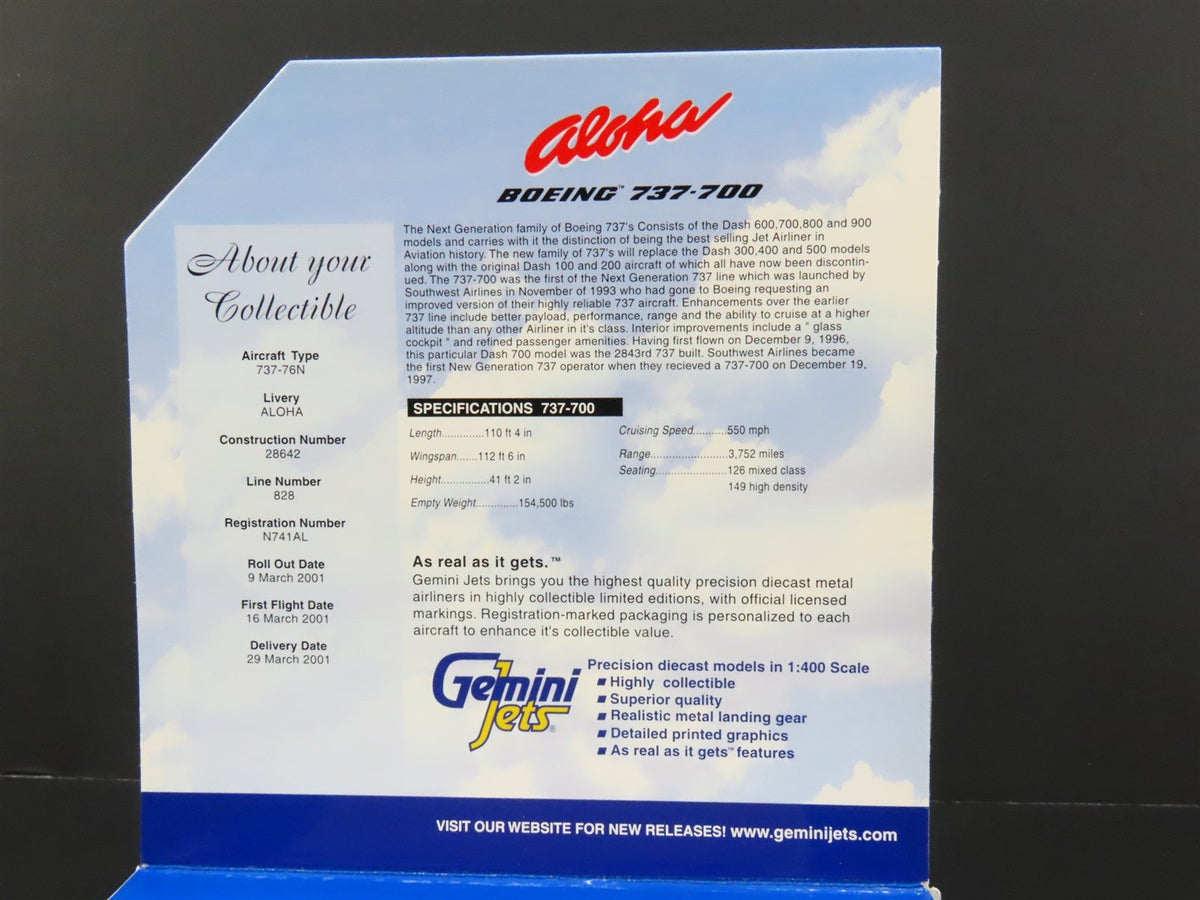 Aloha
BOEING™ 737-700
About your
Collectible
Aircraft Type
737-76N
Livery
ALOHA
Construction Number
28642
Line Number
828
Registration Number
N741AL
Roll Out Date
9 March 2001
First Flight Date
16 March 2001
Delivery Date
29 March 2001
The Next Generation family of Boeing 737's Consists of the Dash 600,700,800 and 900
models and carries with it the distinction of being the best selling Jet Airliner in
Aviation history. The new family of 737's will replace the Dash 300,400 and 500 models
along with the original Dash 100 and 200 aircraft of which all have now been discontin-
ued. The 737-700 was the first of the Next Generation 737 line which was launched by
Southwest Airlines in November of 1993 who had gone to Boeing requesting an
improved version of their highly reliable 737 aircraft. Enhancements over the earlier
737 line include better payload, performance, range and the ability to cruise at a higher
altitude than any other Airliner in it's class. Interior improvements include a " glass
cockpit " and refined passenger amenities. Having first flown on December 9, 1996,
this particular Dash 700 model was the 2843rd 737 built. Southwest Airlines became
the first New Generation 737 operator when they recieved a 737-700 on December 19,
1997.
SPECIFICATIONS 737-700
Length..............110 ft 4 in
Wingspan.......112 ft 6 in
Height................41 ft 2 in
Empty Weight..............154,500 lbs
Cruising Speed...........550 mph
Range.........................3,752 miles
Seating.......................126 mixed class
149 high density
As real as it gets.™
Gemini Jets brings you the highest quality precision diecast metal
airliners in highly collectible limited editions, with official licensed
markings. Registration-marked packaging is personalized to each
aircraft to enhance it's collectible value.
Gemini
Jets®
Precision diecast models in 1:400 Scale
■ Highly collectible
■ Superior quality
■ Realistic metal landing gear
■ Detailed printed graphics
■ As real as it gets™ features
VISIT OUR WEBSITE FOR NEW RELEASES! www.geminijets.com